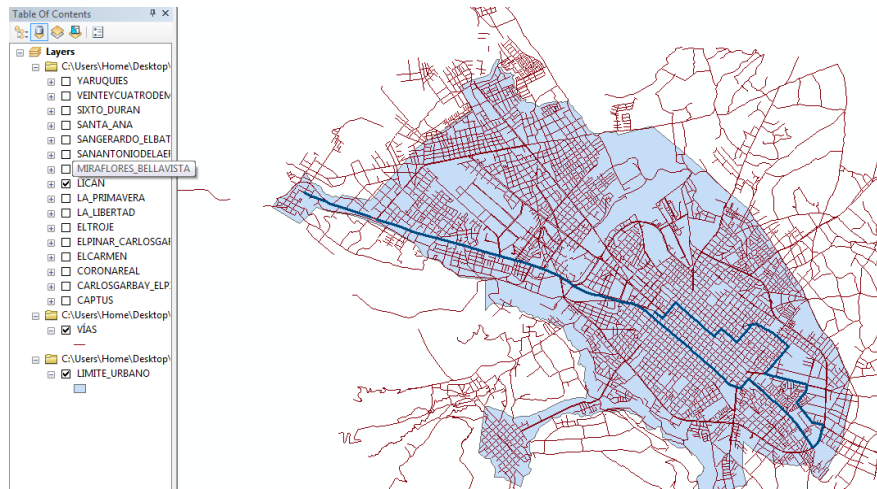 Table Of Contents
Layers
C:\Users\Home\Desktop\
YARUQUIES
VEINTEYCUATRODEM
SIXTO_DURAN
SANTA_ANA
SANGERARDO_ELBAT
SANANTONIODELAEF
MIRAFLORES_BELLAVISTA
LICAN
LA_PRIMAVERA
LA_LIBERTAD
ELTROJE
ELPINAR_CARLOSGAF
ELCARMEN
CORONAREAL
CARLOSGARBAY_ELP
CAPTUS
C:\Users\Home\Desktop\
VÍAS
C:\Users\Home\Desktop\
LIMITE_URBANO